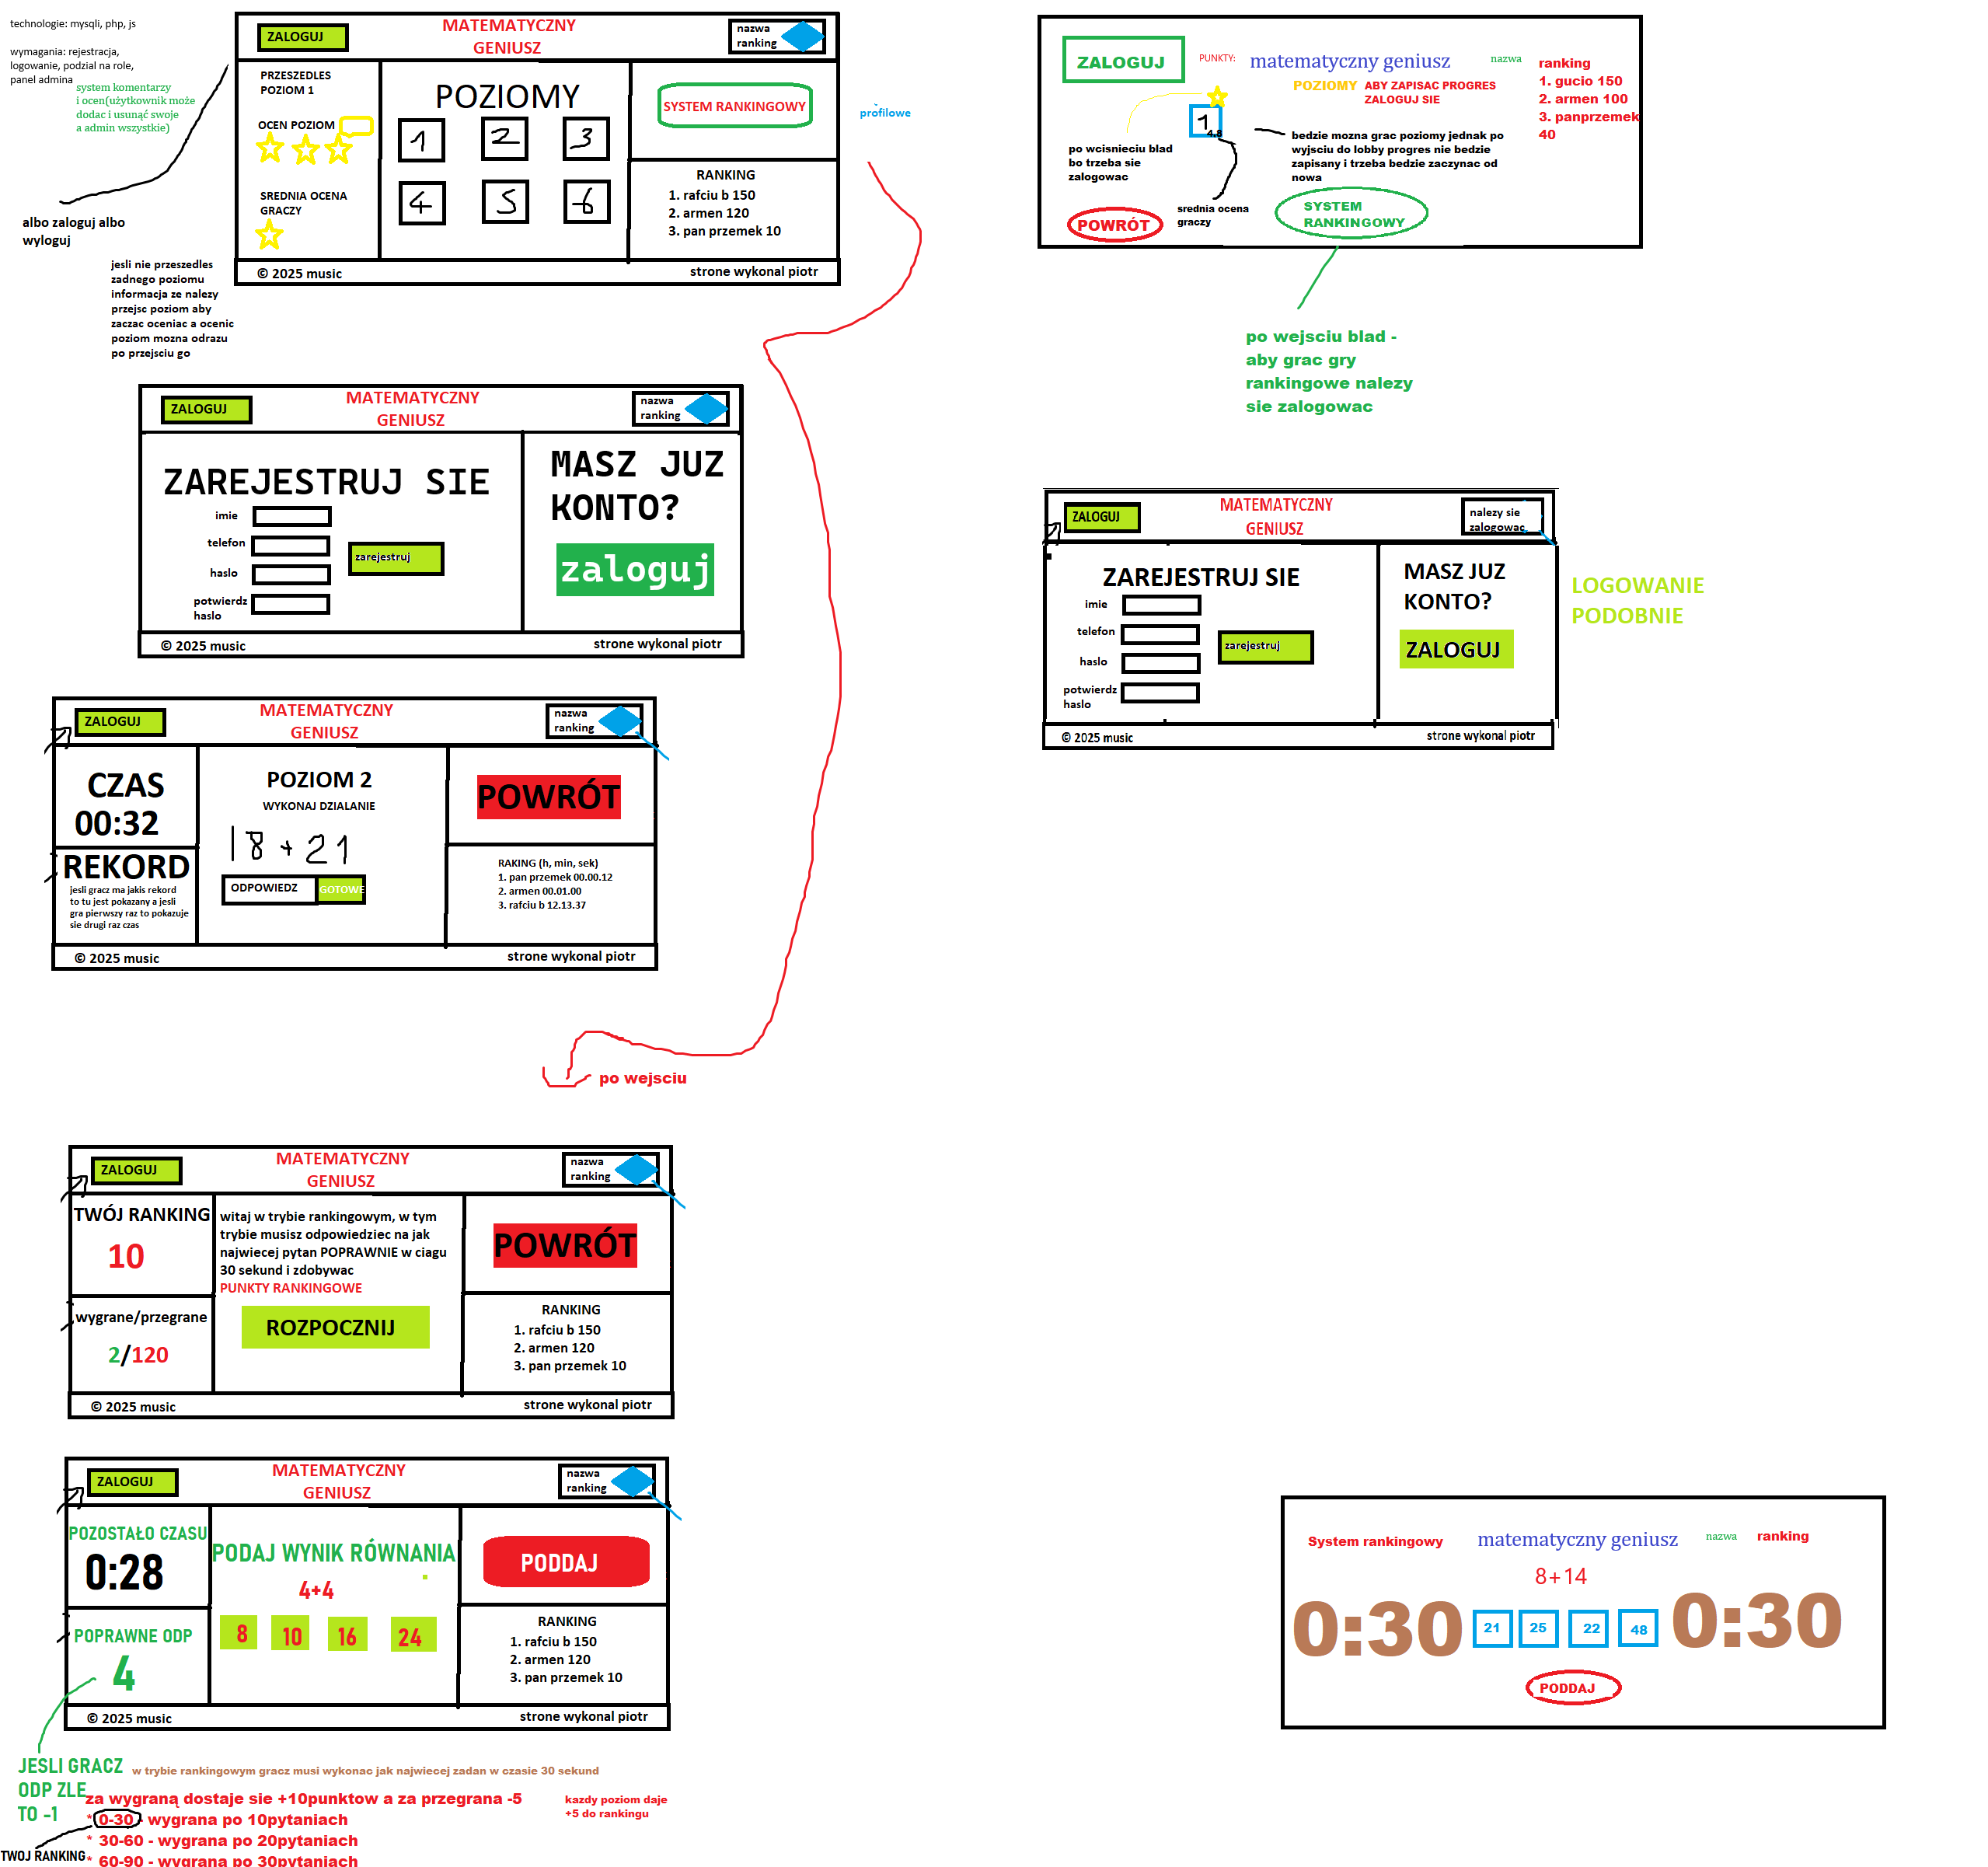 technologie: mysqli, php, js
wymagania: rejestracja,
logowanie, podzial na role,
panel admina
system komentarzy
i ocen(użytkownik może
dodac i usunąć swoje
a admin wszystkie)
albo zaloguj albo
wyloguj
jesli nie przeszedles
zadnego poziomu
informacja ze nalezy
przejsc poziom aby
zaczac oceniac a ocenic
poziom mozna odrazu
po przejsciu go
ZALOGUJ
MATEMATYCZNY
GENIUSZ
nazwa
ranking
PRZESZEDLES
POZIOM 1
OCEN POZIOM
SREDNIA OCENA
GRACZY
POZIOMY
1 2 3
4 5 6
SYSTEM RANKINGOWY
RANKING
1. rafciu b 150
2. armen 120
3. pan przemek 10
© 2025 music
strone wykonal piotr
profilowe
ZALOGUJ
PUNKTY:
matematyczny geniusz
nazwa
ranking
1. gucio 150
2. armen 100
3. panprzemek
40
POZIOMY
ABY ZAPISAC PROGRES
ZALOGUJ SIE
1
4.8
po wcisnieciu blad
bo trzeba sie
zalogowac
bedzie mozna grac poziomy jednak po
wyjsciu do lobby progres nie bedzie
zapisany i trzeba bedzie zaczynac od
nowa
srednia ocena
graczy
POWRÓT
SYSTEM
RANKINGOWY
po wejsciu blad -
aby grac gry
rankingowe nalezy
sie zalogowac
ZALOGUJ
MATEMATYCZNY
GENIUSZ
nazwa
ranking
ZAREJESTRUJ SIE
imie
telefon
haslo
potwierdz
haslo
zarejestruj
MASZ JUZ
KONTO?
zaloguj
© 2025 music
strone wykonal piotr
ZALOGUJ
MATEMATYCZNY
GENIUSZ
nalezy sie
zalogowac
ZAREJESTRUJ SIE
imie
telefon
haslo
potwierdz
haslo
zarejestruj
MASZ JUZ
KONTO?
ZALOGUJ
© 2025 music
strone wykonal piotr
LOGOWANIE
PODOBNIE
ZALOGUJ
MATEMATYCZNY
GENIUSZ
nazwa
ranking
CZAS
00:32
REKORD
jesli gracz ma jakis rekord
to tu jest pokazany a jesli
gra pierwszy raz to pokazuje
sie drugi raz czas
POZIOM 2
WYKONAJ DZIALANIE
18 + 21
ODPOWIEDZ
GOTOWE
POWRÓT
RAKING (h, min, sek)
1. pan przemek 00.00.12
2. armen 00.01.00
3. rafciu b 12.13.37
© 2025 music
strone wykonal piotr
po wejsciu
ZALOGUJ
MATEMATYCZNY
GENIUSZ
nazwa
ranking
TWÓJ RANKING
10
wygrane/przegrane
2/120
witaj w trybie rankingowym, w tym
trybie musisz odpowiedziec na jak
najwiecej pytan POPRAWNIE w ciagu
30 sekund i zdobywac
PUNKTY RANKINGOWE
ROZPOCZNIJ
POWRÓT
RANKING
1. rafciu b 150
2. armen 120
3. pan przemek 10
© 2025 music
strone wykonal piotr
ZALOGUJ
MATEMATYCZNY
GENIUSZ
nazwa
ranking
POZOSTAŁO CZASU
0:28
POPRAWNE ODP
4
PODAJ WYNIK RÓWNANIA
4+4
8 10 16 24
PODDAJ
RANKING
1. rafciu b 150
2. armen 120
3. pan przemek 10
© 2025 music
strone wykonal piotr
System rankingowy
matematyczny geniusz
nazwa
ranking
8+14
0:30
21 25 22 48
0:30
PODDAJ
JESLI GRACZ
ODP ZLE
TO -1
w trybie rankingowym gracz musi wykonac jak najwiecej zadan w czasie 30 sekund
za wygraną dostaje sie +10punktow a za przegrana -5
* 0-30 - wygrana po 10pytaniach
* 30-60 - wygrana po 20pytaniach
* 60-90 - wygrana po 30pytaniach
TWOJ RANKING
kazdy poziom daje
+5 do rankingu